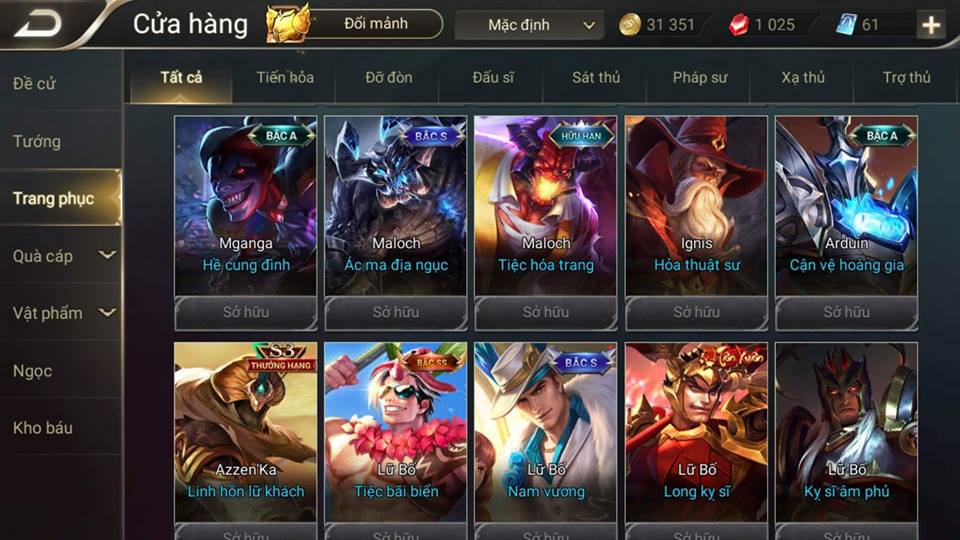 Cửa hàng
Đổi mảnh
Mặc định
31 351
1 025
61
Đề cử
Tướng
Trang phục
Quà cáp
Vật phẩm
Ngọc
Kho báu
Tất cả
Tiến hóa
Đỡ đòn
Đấu sĩ
Sát thủ
Pháp sư
Xạ thủ
Trợ thủ
BẬC A
Mganga
Hề cung đình
Sở hữu
BẬC S
Maloch
Ác ma địa ngục
Sở hữu
HỮU HẠN
Maloch
Tiệc hóa trang
Sở hữu
Ignis
Hỏa thuật sư
Sở hữu
BẬC A
Arduin
Cận vệ hoàng gia
Sở hữu
S3
THƯỞNG HẠNG
Azzen'Ka
Linh hồn lữ khách
Sở hữu
BẬC SS
Lữ Bố
Tiệc bãi biển
Sở hữu
BẬC S
Lữ Bố
Nam vương
Sở hữu
Lữ Bố
Long kỵ sĩ
Sở hữu
Lữ Bố
Kỵ sĩ âm phủ
Sở hữu